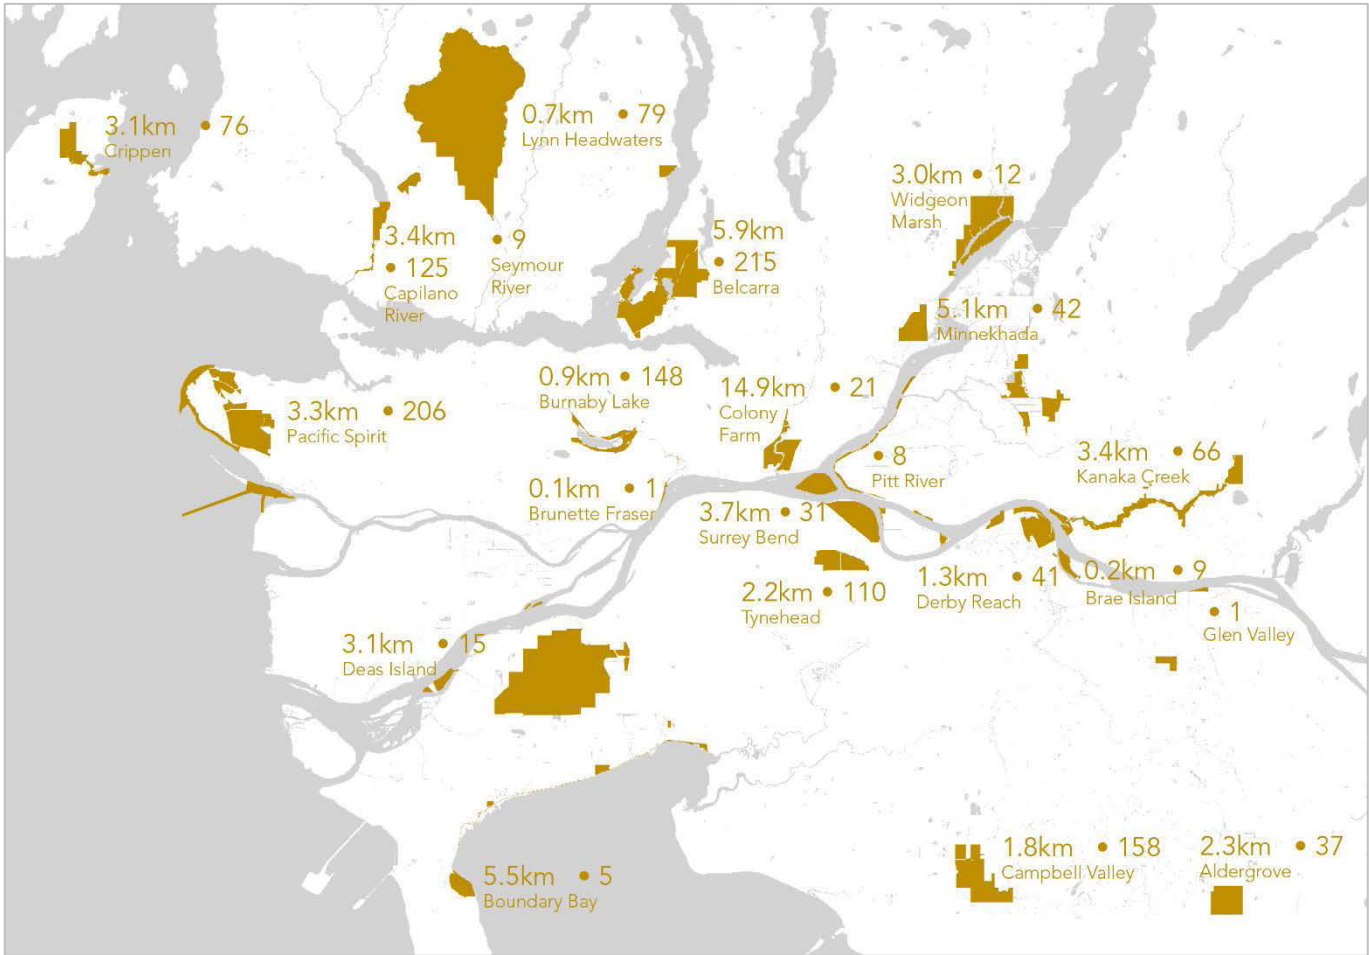 0.7km • 79
Lynn Headwaters
3.1km • 76
Crippen
3.0km • 12
Widgeon
Marsh
3.4km
• 125
Capilano
River
• 9
Seymour
River
5.9km
• 215
Belcarra
5.1km • 42
Minnekhada
0.9km • 148
Burnaby Lake
14.9km • 21
Colony
Farm
3.3km • 206
Pacific Spirit
• 8
Pitt River
3.4km • 66
Kanaka Creek
0.1km • 1
Brunette Fraser
3.7km • 31
Surrey Bend
2.2km • 110
Tynehead
1.3km • 41
Derby Reach
0.2km • 9
Brae Island
• 1
Glen Valley
3.1km • 15
Deas Island
1.8km • 158
Campbell Valley
2.3km • 37
Aldergrove
5.5km • 5
Boundary Bay